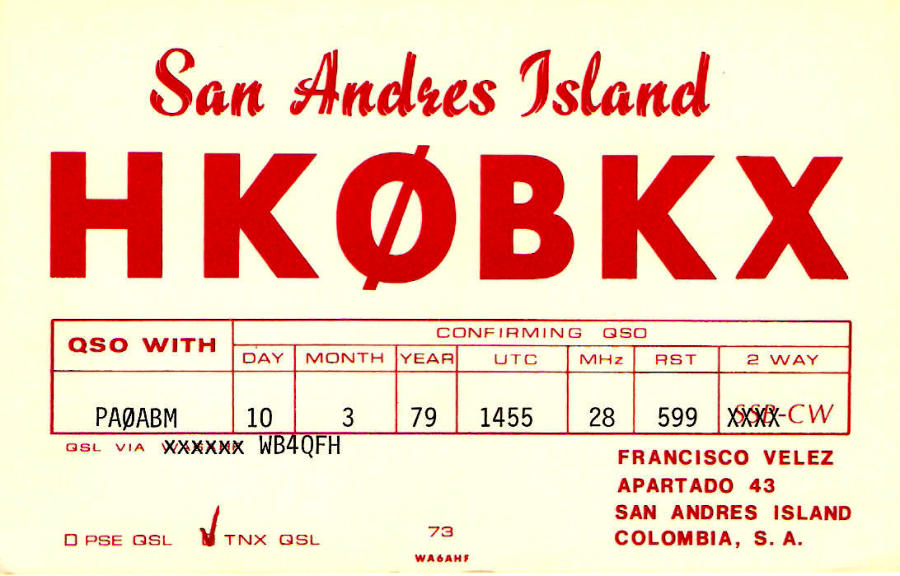 San Andres Island
HKØBKX
QSO WITH
CONFIRMING QSO
DAY MONTH YEAR UTC MHz RST 2 WAY
PAØABM 10 3 79 1455 28 599 XXXX-CW
QSL VIA xxxxxx WB4QFH
FRANCISCO VELEZ
APARTADO 43
SAN ANDRES ISLAND
COLOMBIA, S. A.
PSE QSL TNX QSL
73
WA6AHF